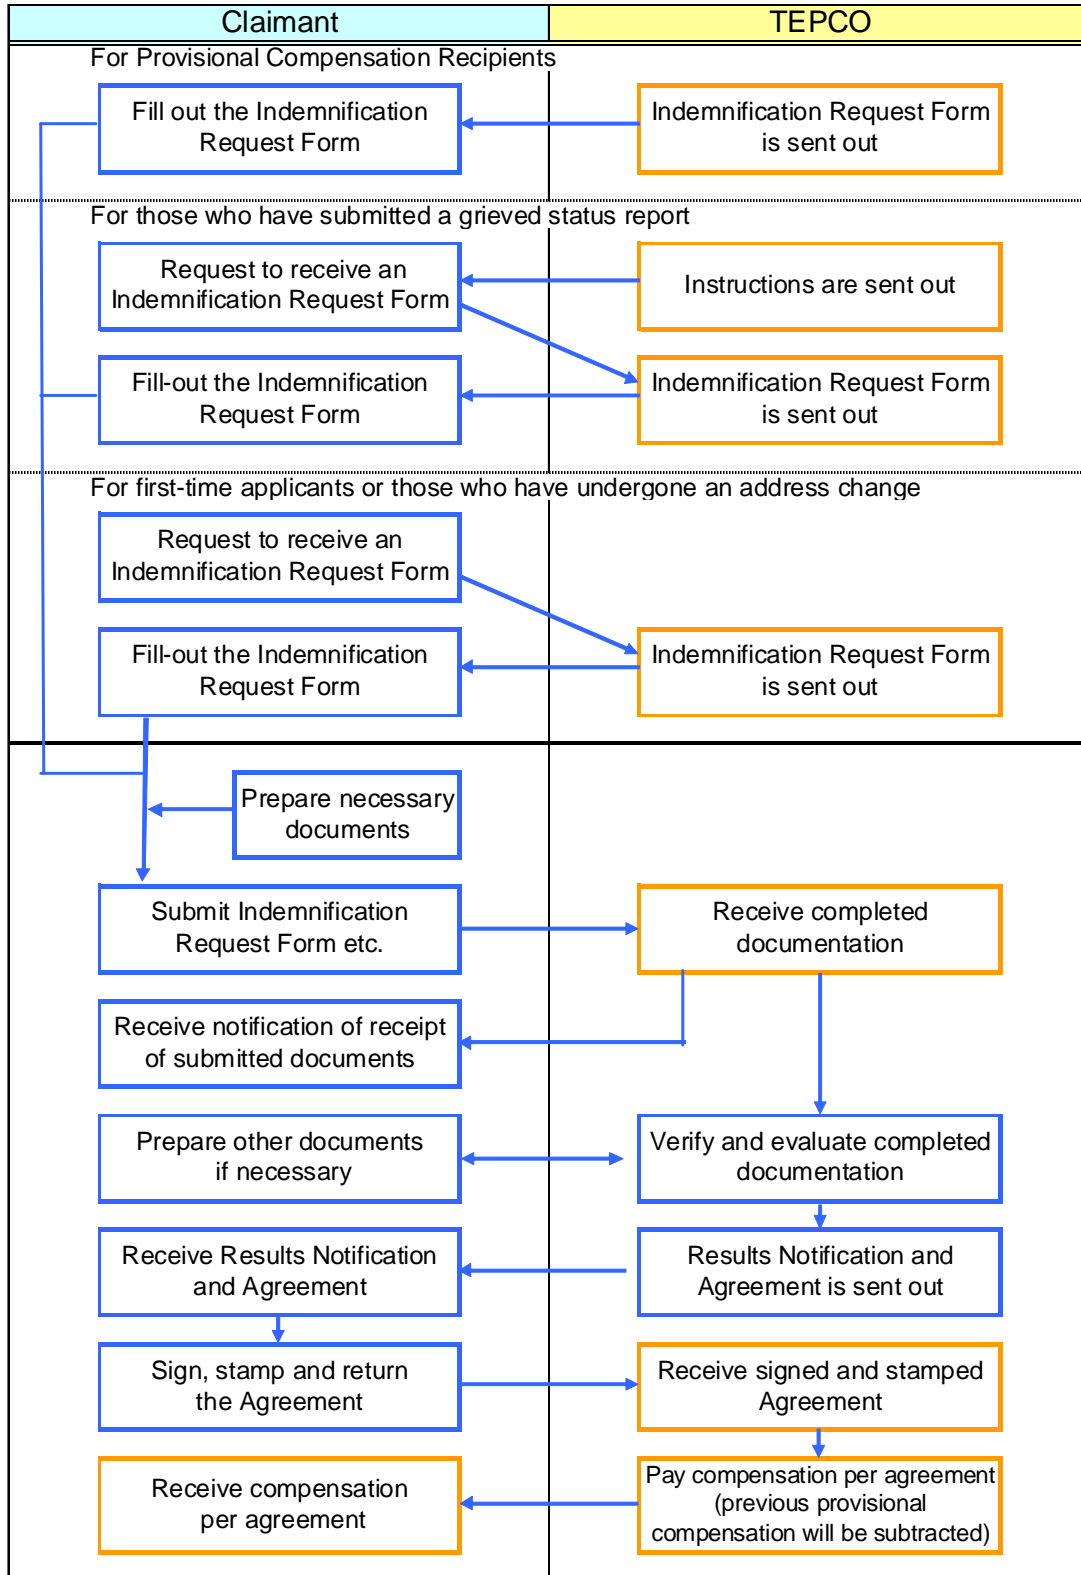 Claimant
TEPCO
For Provisional Compensation Recipients
Fill out the Indemnification
Request Form
Indemnification Request Form
is sent out
For those who have submitted a grieved status report
Request to receive an
Indemnification Request Form
Instructions are sent out
Fill-out the Indemnification
Request Form
Indemnification Request Form
is sent out
For first-time applicants or those who have undergone an address change
Request to receive an
Indemnification Request Form
Fill-out the Indemnification
Request Form
Indemnification Request Form
is sent out
Prepare necessary
documents
Submit Indemnification
Request Form etc.
Receive completed
documentation
Receive notification of receipt
of submitted documents
Prepare other documents
if necessary
Verify and evaluate completed
documentation
Receive Results Notification
and Agreement
Results Notification and
Agreement is sent out
Sign, stamp and return
the Agreement
Receive signed and stamped
Agreement
Receive compensation
per agreement
Pay compensation per agreement
(previous provisional
compensation will be subtracted)